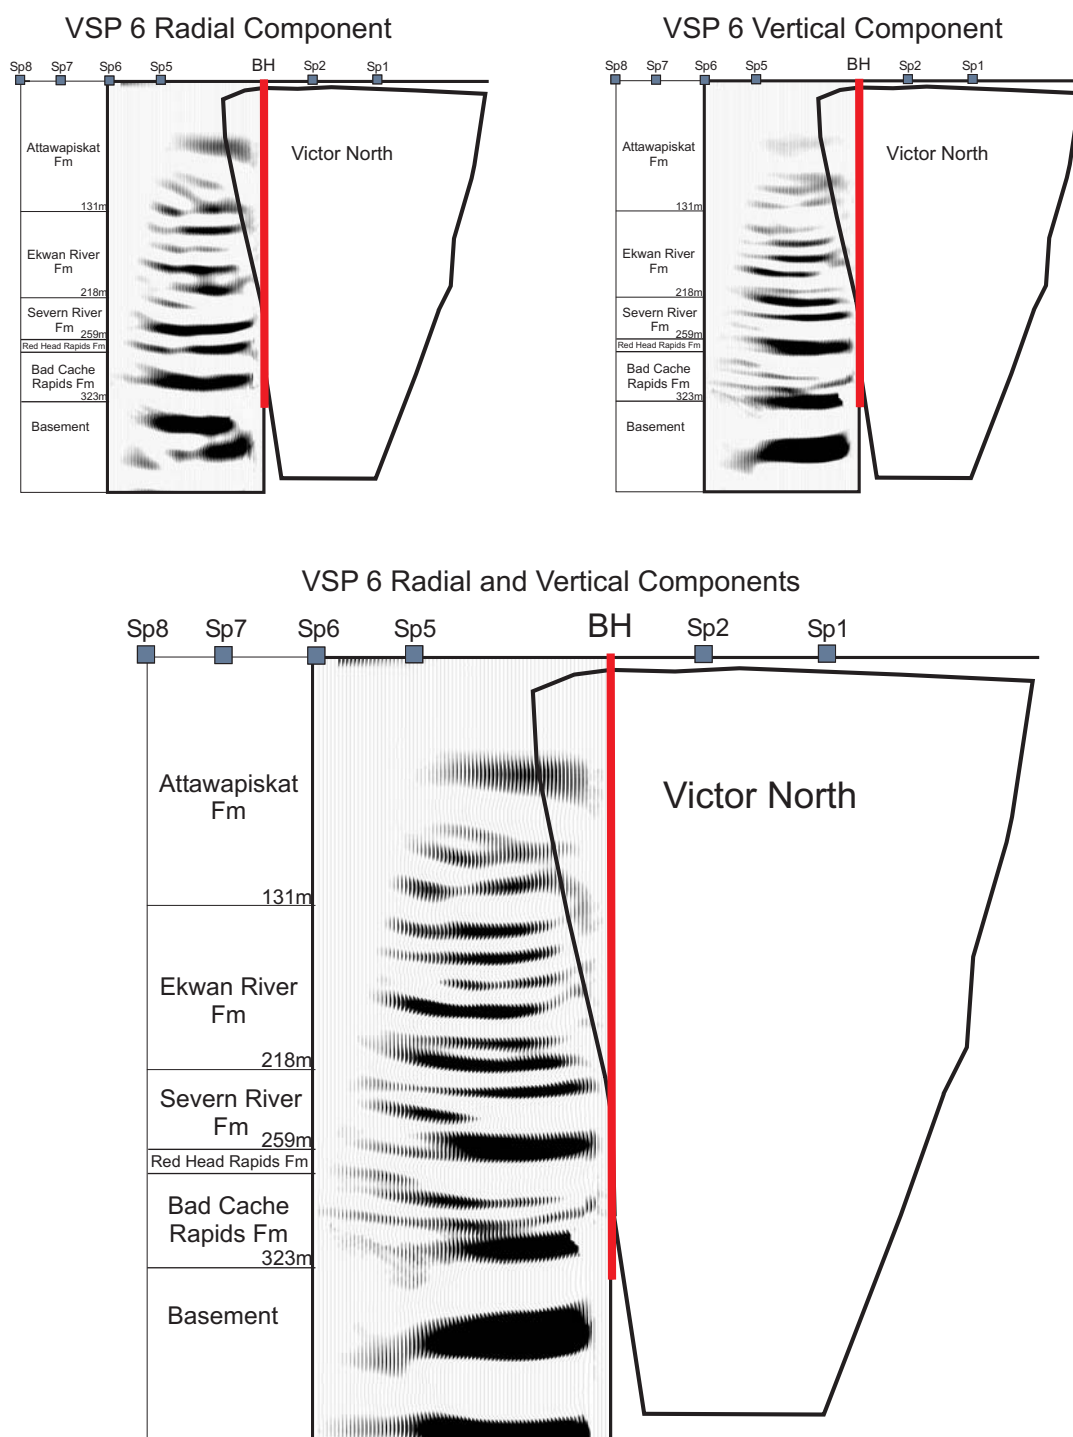 VSP 6 Radial Component
Sp8 Sp7 Sp6 Sp5 BH Sp2 Sp1
Attawapiskat
Fm
Victor North
131m
Ekwan River
Fm
218m
Severn River
Fm
259m
Red Head Rapids Fm
Bad Cache
Rapids Fm
323m
Basement
VSP 6 Vertical Component
Sp8 Sp7 Sp6 Sp5 BH Sp2 Sp1
Attawapiskat
Fm
Victor North
131m
Ekwan River
Fm
218m
Severn River
Fm
259m
Red Head Rapids Fm
Bad Cache
Rapids Fm
323m
Basement
VSP 6 Radial and Vertical Components
Sp8 Sp7 Sp6 Sp5 BH Sp2 Sp1
Attawapiskat
Fm
Victor North
131m
Ekwan River
Fm
218m
Severn River
Fm
259m
Red Head Rapids Fm
Bad Cache
Rapids Fm
323m
Basement